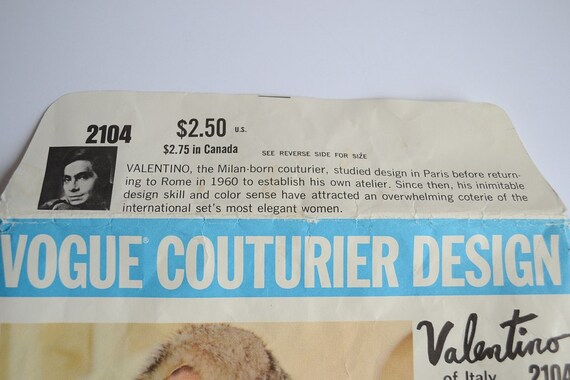 2104
$2.50 U.S.
$2.75 in Canada
SEE REVERSE SIDE FOR SIZE
VALENTINO, the Milan-born couturier, studied design in Paris before return-
ing to Rome in 1960 to establish his own atelier. Since then, his inimitable
design skill and color sense have attracted an overwhelming coterie of the
international set's most elegant women.
VOGUE COUTURIER DESIGN
Valentino
of Italy 2104